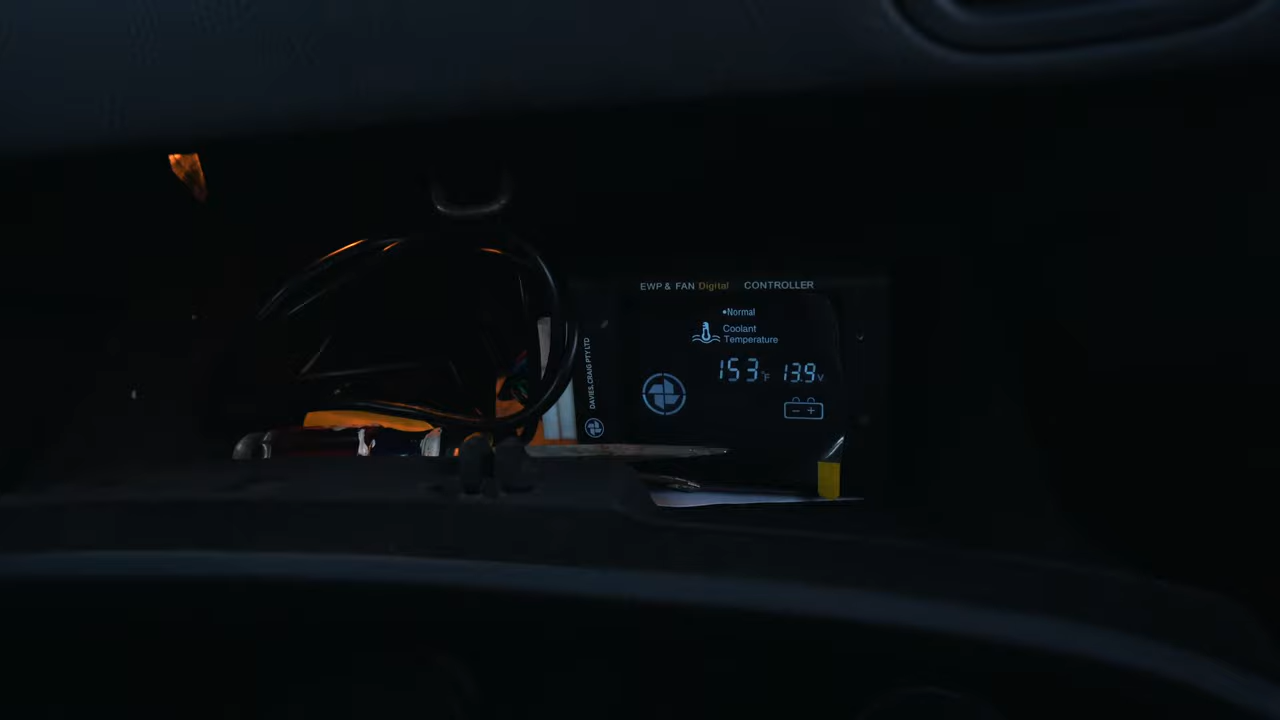 EWP & FAN Digital CONTROLLER
•Normal
Coolant
Temperature
153°F 13.9V
- +
DAVIES, CRAIG PTY LTD